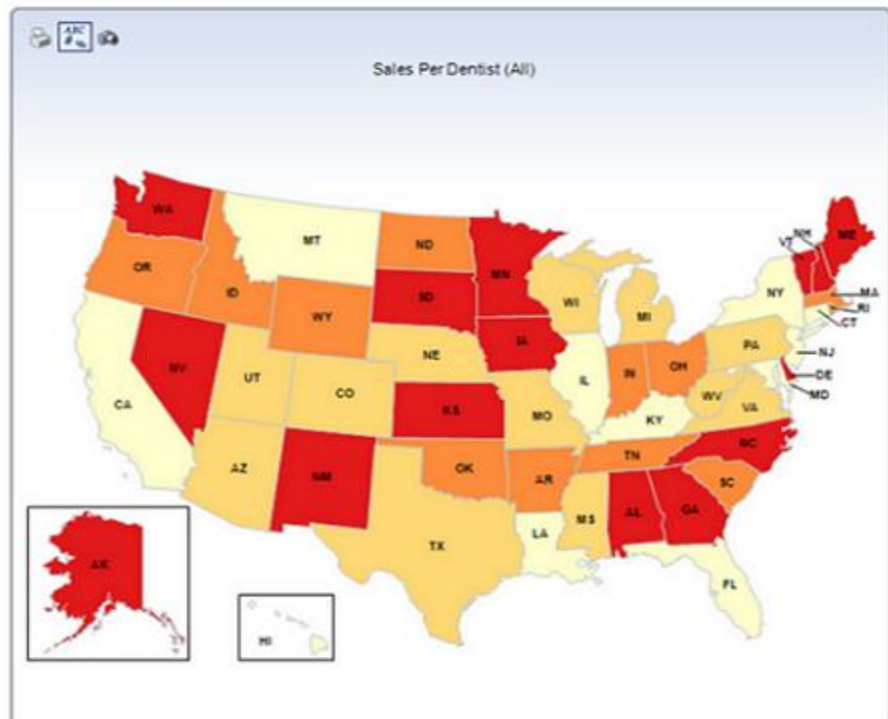 ABC
Sales Per Dentist (All)
WA
MT
ND
MN
ME
VT
NH
OR
ID
SD
WI
MI
NY
MA
RI
CT
WY
IA
NE
PA
NJ
NV
UT
CO
IL
IN
OH
WV
VA
DE
MD
CA
KS
MO
KY
AZ
NM
OK
AR
TN
NC
SC
TX
LA
MS
AL
GA
FL
AK
HI